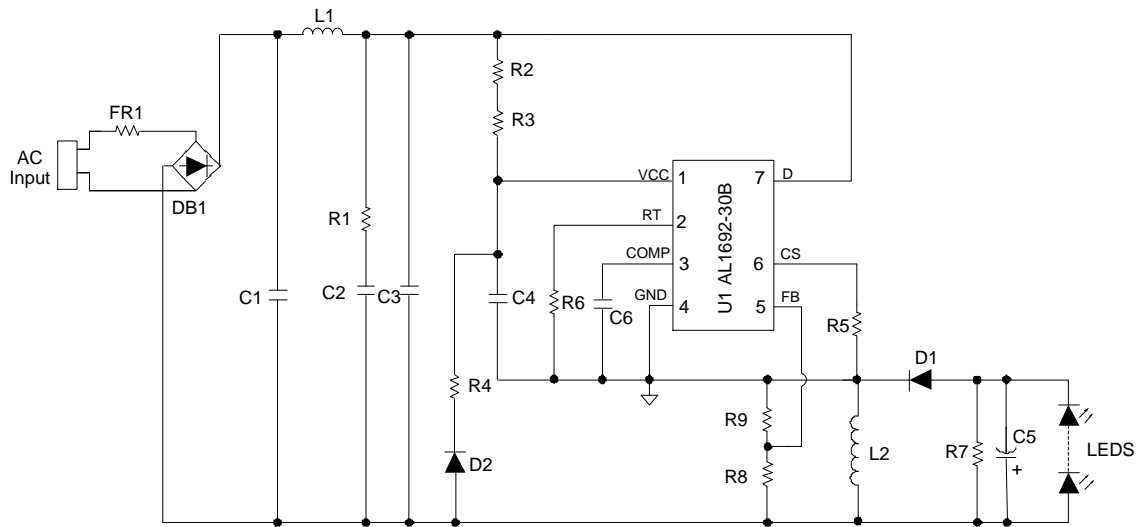 L1
R2
FR1
R3
AC
Input
VCC
1
7
D
DB1
R1
RT
2
U1 AL1692-30B
COMP
3
6
CS
C1
C2
C3
C4
R6
C6
GND
4
5
FB
R5
D1
R4
R9
L2
R7
C5
+
LEDS
D2
R8